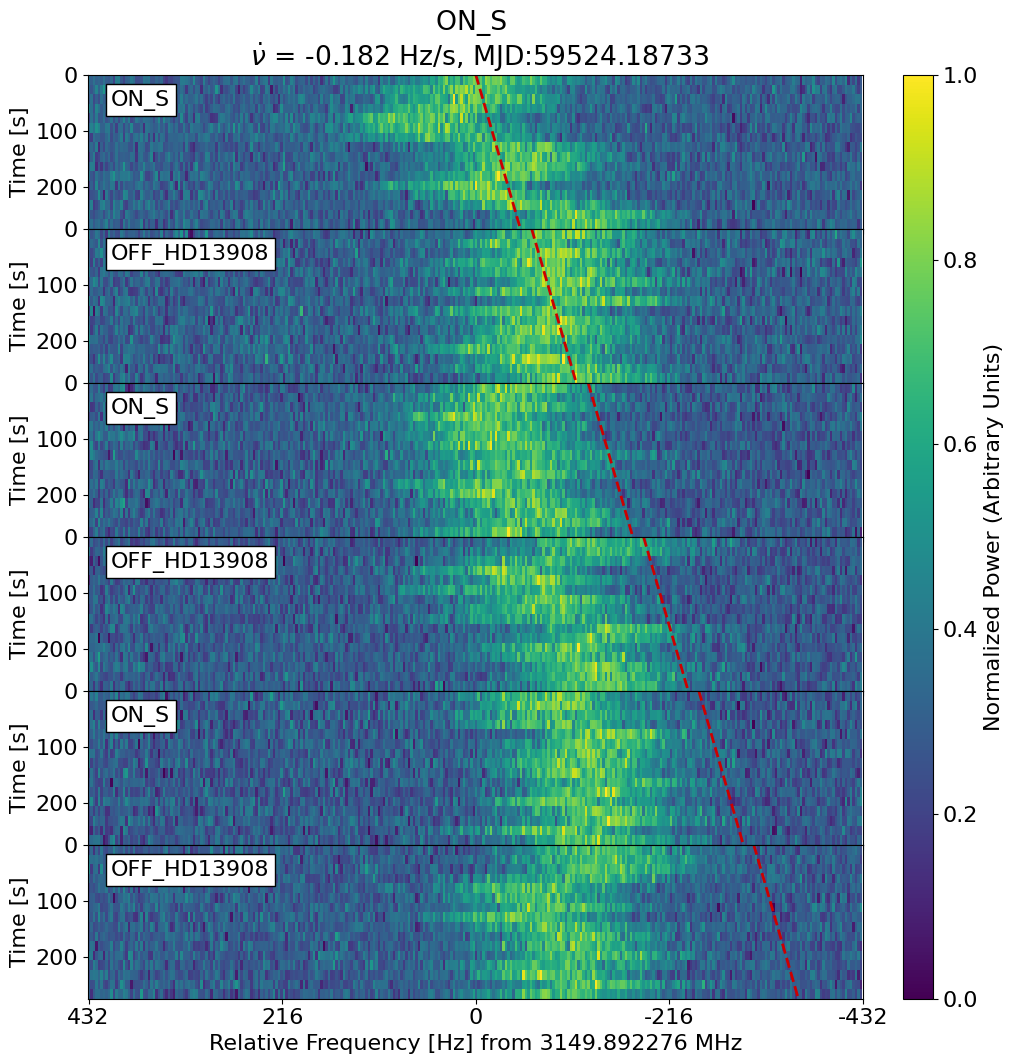 ON_S
ν̇ = -0.182 Hz/s, MJD:59524.18733
0
100
200
Time [s]
ON_S
0
100
200
Time [s]
OFF_HD13908
0
100
200
Time [s]
ON_S
0
100
200
Time [s]
OFF_HD13908
0
100
200
Time [s]
ON_S
0
100
200
Time [s]
OFF_HD13908
432
216
0
-216
-432
Relative Frequency [Hz] from 3149.892276 MHz
1.0
0.8
0.6
0.4
0.2
0.0
Normalized Power (Arbitrary Units)